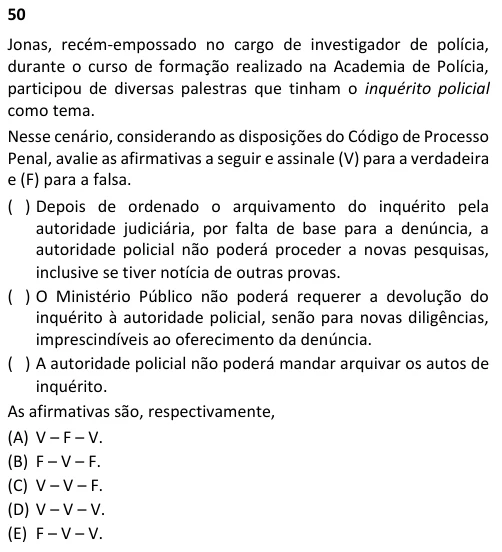 50
Jonas, recém-empossado no cargo de investigador de polícia,
durante o curso de formação realizado na Academia de Polícia,
participou de diversas palestras que tinham o inquérito policial
como tema.
Nesse cenário, considerando as disposições do Código de Processo
Penal, avalie as afirmativas a seguir e assinale (V) para a verdadeira
e (F) para a falsa.
( ) Depois de ordenado o arquivamento do inquérito pela
autoridade judiciária, por falta de base para a denúncia, a
autoridade policial não poderá proceder a novas pesquisas,
inclusive se tiver notícia de outras provas.
( ) O Ministério Público não poderá requerer a devolução do
inquérito à autoridade policial, senão para novas diligências,
imprescindíveis ao oferecimento da denúncia.
( ) A autoridade policial não poderá mandar arquivar os autos de
inquérito.
As afirmativas são, respectivamente,
(A) V – F – V.
(B) F – V – F.
(C) V – V – F.
(D) V – V – V.
(E) F – V – V.